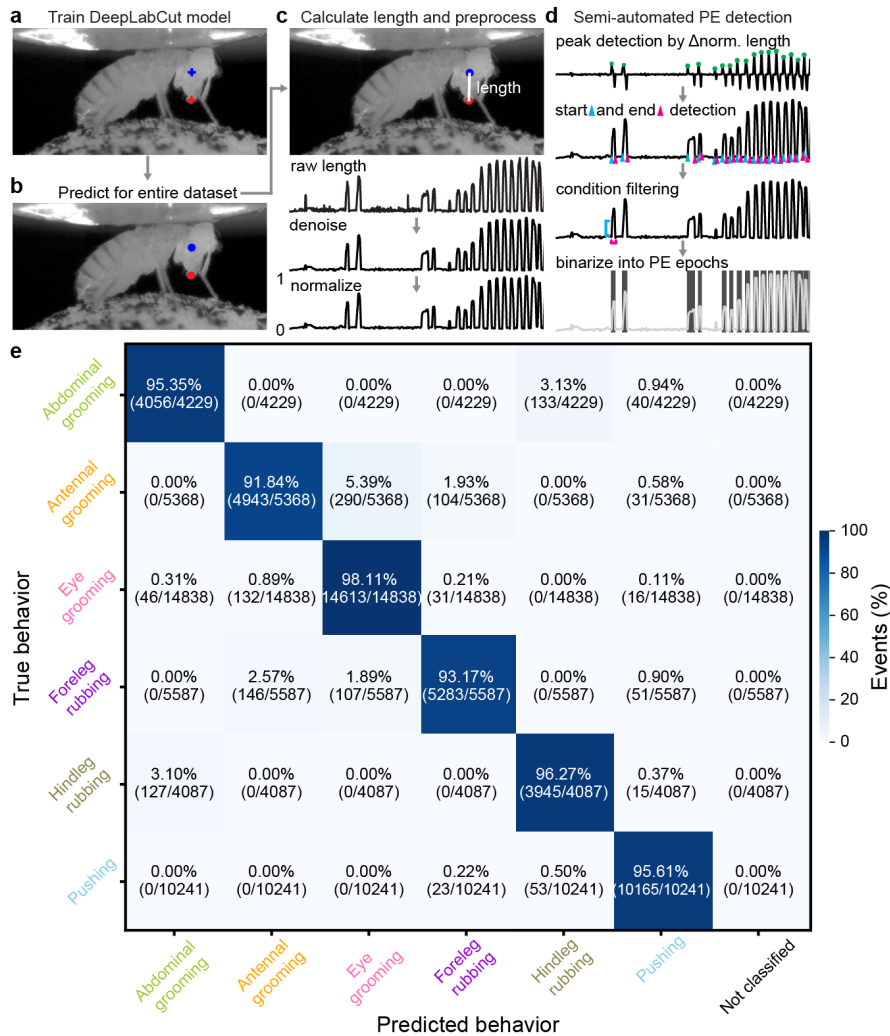 a Train DeepLabCut model
b Predict for entire dataset
c Calculate length and preprocess
length
raw length
denoise
normalize
1
0
d Semi-automated PE detection
peak detection by Δnorm. length
start and end detection
condition filtering
binarize into PE epochs
e
True behavior
Abdominal
grooming
95.35%
(4056/4229)
0.00%
(0/4229)
0.00%
(0/4229)
0.00%
(0/4229)
3.13%
(133/4229)
0.94%
(40/4229)
0.00%
(0/4229)
Antennal
grooming
0.00%
(0/5368)
91.84%
(4943/5368)
5.39%
(290/5368)
1.93%
(104/5368)
0.00%
(0/5368)
0.58%
(31/5368)
0.00%
(0/5368)
Eye
grooming
0.31%
(46/14838)
0.89%
(132/14838)
98.11%
14613/14838)
0.21%
(31/14838)
0.00%
(0/14838)
0.11%
(16/14838)
0.00%
(0/14838)
Foreleg
rubbing
0.00%
(0/5587)
2.57%
(146/5587)
1.89%
(107/5587)
93.17%
(5283/5587)
0.00%
(0/5587)
0.90%
(51/5587)
0.00%
(0/5587)
Hindleg
rubbing
3.10%
(127/4087)
0.00%
(0/4087)
0.00%
(0/4087)
0.00%
(0/4087)
96.27%
(3945/4087)
0.37%
(15/4087)
0.00%
(0/4087)
Pushing
0.00%
(0/10241)
0.00%
(0/10241)
0.00%
(0/10241)
0.22%
(23/10241)
0.50%
(53/10241)
95.61%
(10165/10241)
0.00%
(0/10241)
Abdominal
grooming
Antennal
grooming
Eye
grooming
Foreleg
rubbing
Hindleg
rubbing
Pushing
Not classified
Predicted behavior
100
80
60
40
20
0
Events (%)